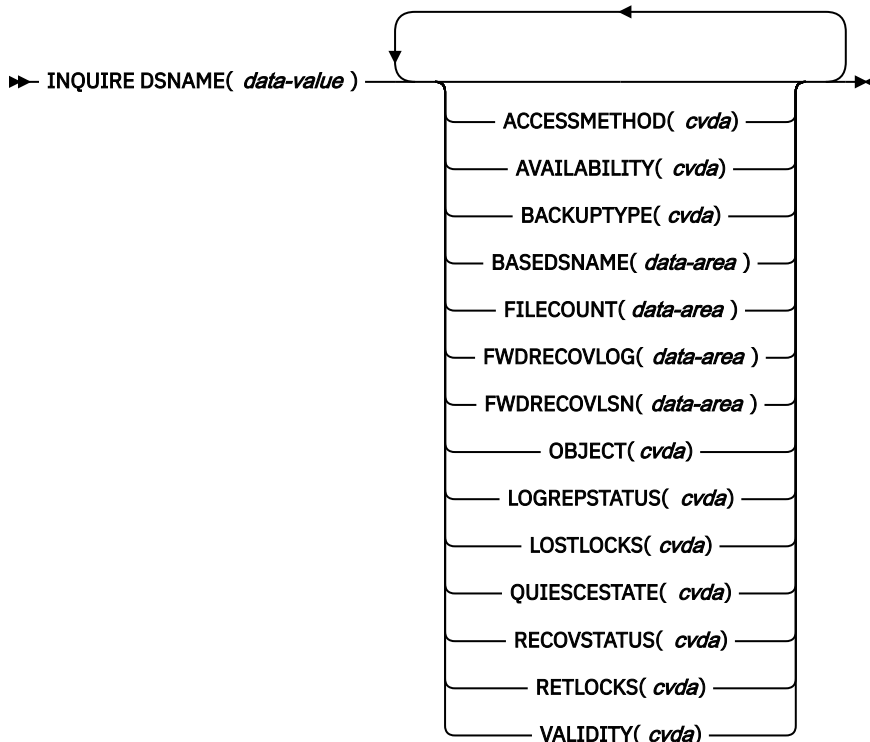 INQUIRE DSNAME( data-value )
ACCESSMETHOD( cvda)
AVAILABILITY( cvda)
BACKUPTYPE( cvda)
BASEDSNAME( data-area )
FILECOUNT( data-area )
FWDRECOVLOG( data-area )
FWDRECOVLSN( data-area )
OBJECT( cvda)
LOGREPSTATUS( cvda)
LOSTLOCKS( cvda)
QUIESCESTATE( cvda)
RECOVSTATUS( cvda)
RETLOCKS( cvda)
VALIDITY( cvda)